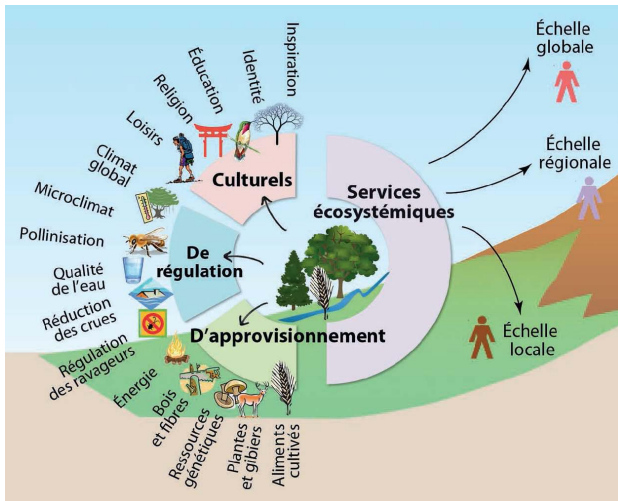 Inspiration
Identité
Éducation
Religion
Loisirs
Climat
global
Microclimat
Pollinisation
Qualité
de l'eau
Réduction
des crues
Régulation
des ravageurs
Énergie
Bois
et fibres
Ressources
génétiques
Plantes
et gibiers
Aliments
cultivés
Culturels
De
régulation
D'approvisionnement
Services
écosystémiques
Échelle
globale
Échelle
régionale
Échelle
locale